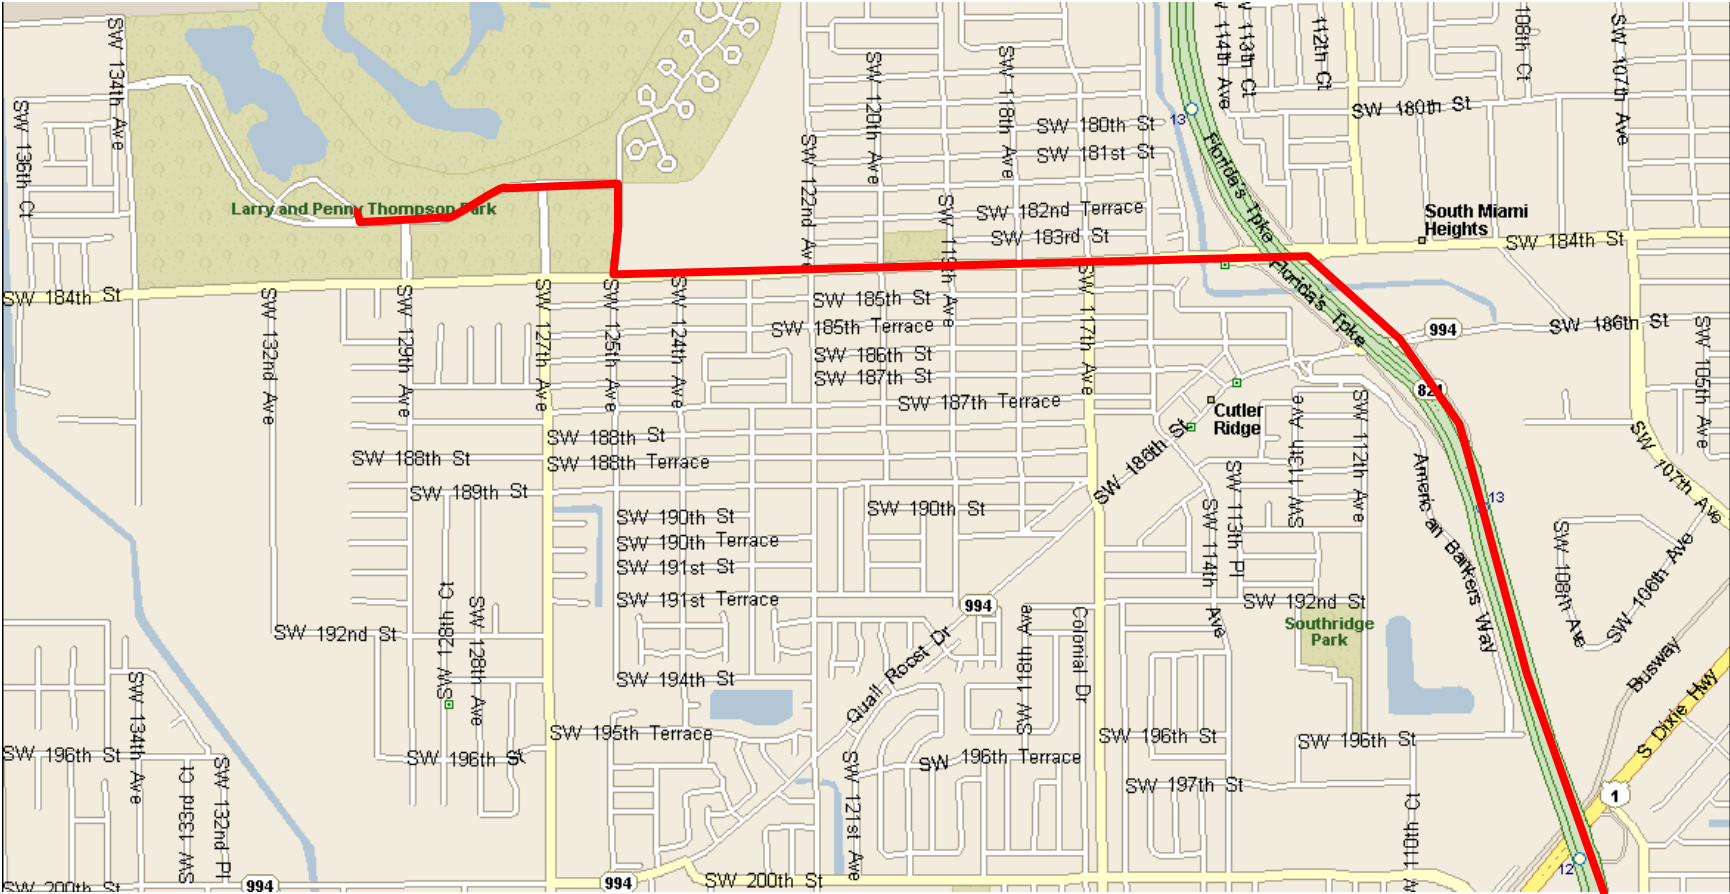 SW 134th Ave
SW 136th Ct
SW 120th Ave
SW 118th Ave
SW 122nd Ave
SW 119th Ave
SW 180th St
SW 181st St
SW 182nd Terrace
SW 183rd St
13
Florida's Tpke
Florida's Tpke
114th Ave
113th Ct
112th Ct
108th Ct
SW 107th Ave
SW 180th St
South Miami
Heights
SW 184th St
Larry and Penny Thompson Park
SW 184th St
SW 132nd Ave
SW 129th Ave
SW 127th Ave
SW 125th Ave
SW 124th Ave
SW 117th Ave
SW 185th St
SW 185th Terrace
SW 186th St
SW 187th St
SW 187th Terrace
994
SW 186th St
SW 105th Ave
821
Cutler
Ridge
SW 186th St
SW 113th Ave
SW 112th Ave
SW 107th Ave
SW 188th St
SW 188th Terrace
SW 188th St
SW 189th St
SW 190th St
SW 190th St
SW 190th Terrace
SW 191st St
SW 191st Terrace
SW 113th Pl
SW 114th Ave
American Bankers Way
13
SW 108th Ave
SW 106th Ave
SW 192nd St
SW 128th Ct
SW 128th Ave
994
SW 118th Ave
Colonial Dr
SW 192nd St
Southridge
Park
Quail Roost Dr
SW 194th St
Busway
S Dixie Hwy
SW 134th Ave
SW 195th Terrace
SW 196th St
SW 196th St
SW 133rd Ct
SW 132nd Pl
SW 121st Ave
SW 196th Terrace
SW 196th St
SW 196th St
SW 197th St
110th Ct
1
12
SW 200th St
994
994
SW 200th St